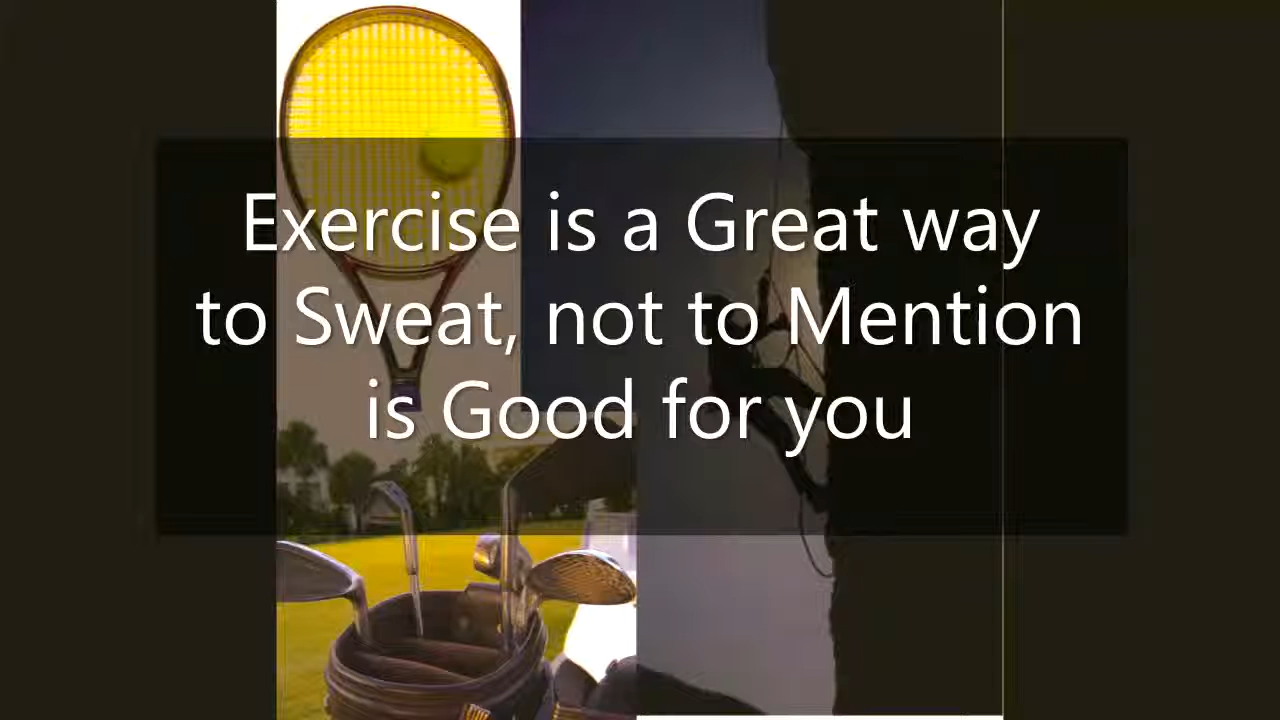 Exercise is a Great way
to Sweat, not to Mention
is Good for you